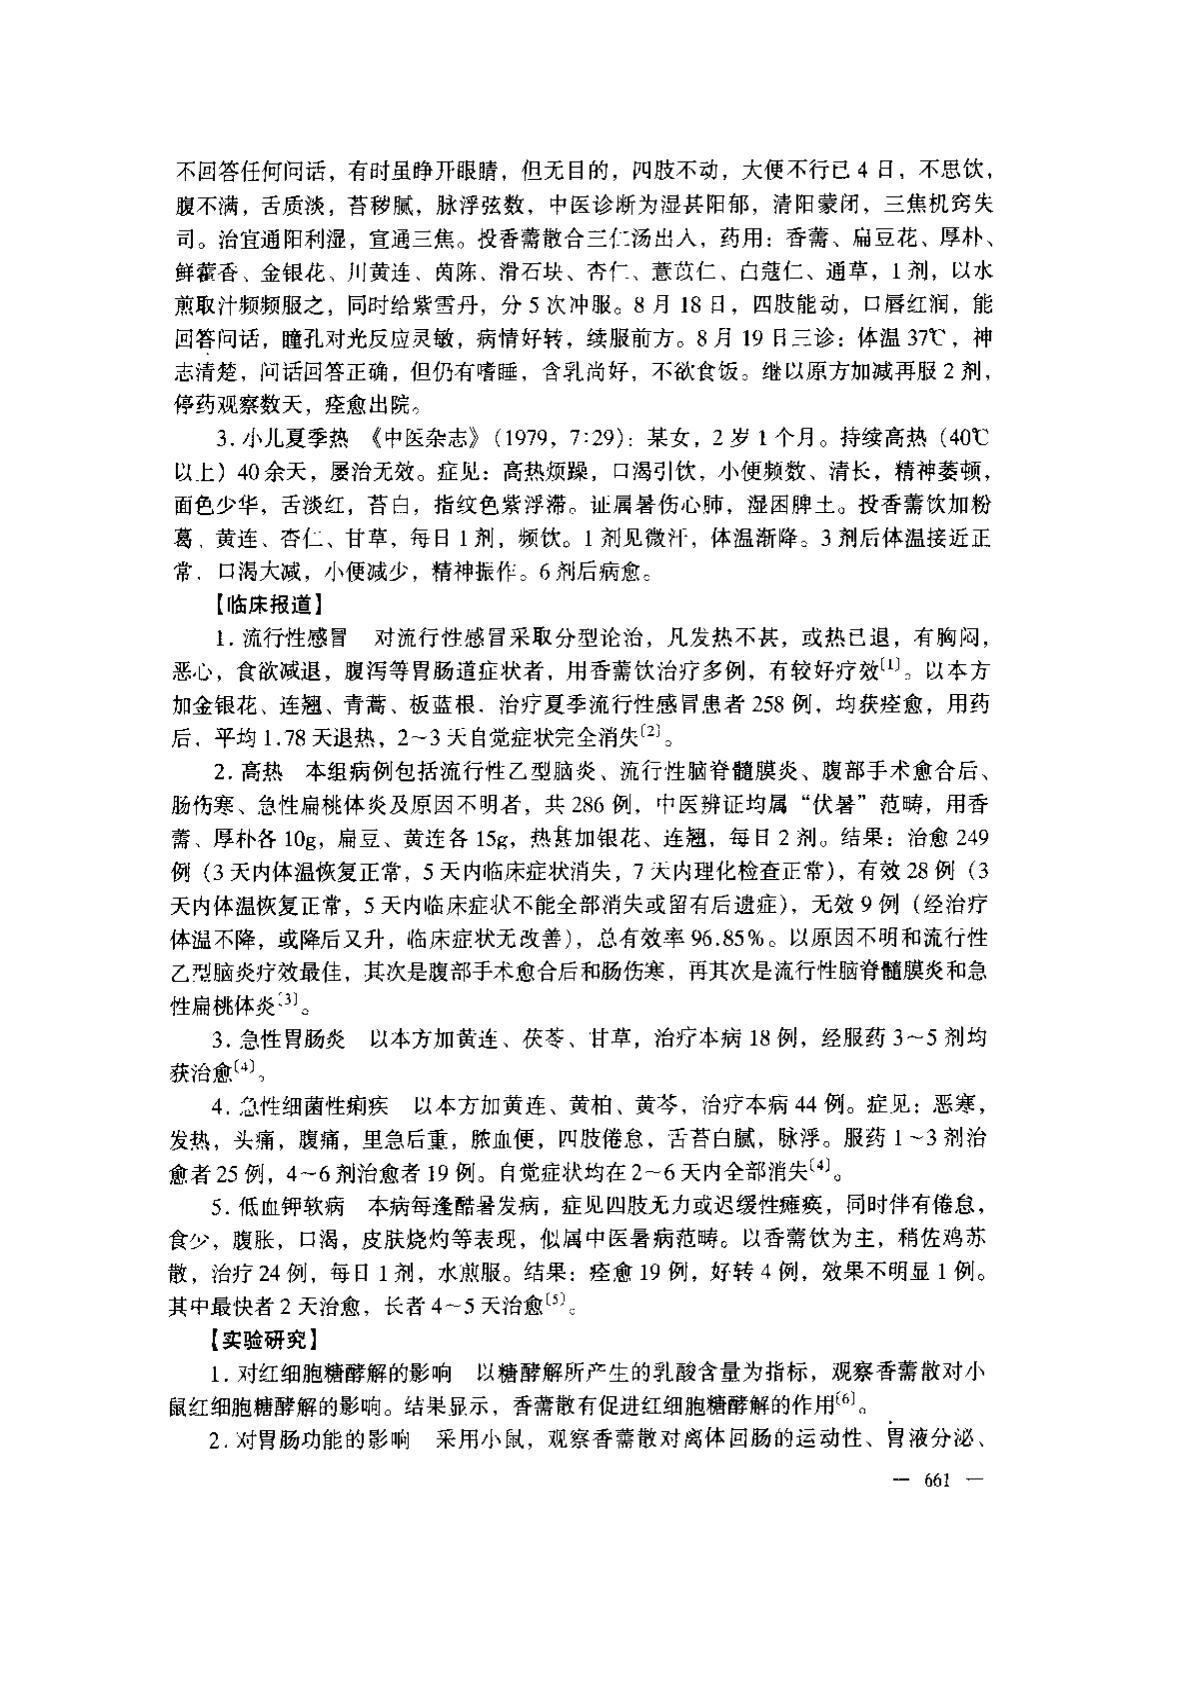 不回答任何问话，有时虽睁开眼睛，但无目的，四肢不动，大便不行已 4 日，不思饮，
腹不满，舌质淡，苔秽腻，脉浮弦数，中医诊断为湿甚阳郁，清阳蒙闭，三焦机窍失
司。治宜通阳利湿，宣通三焦。投香薷散合三仁汤出入，药用：香薷、扁豆花、厚朴、
鲜藿香、金银花、川黄连、茵陈、滑石块、杏仁、薏苡仁、白蔻仁、通草，1 剂，以水
煎取汁频频服之，同时给紫雪丹，分 5 次冲服。8 月 18 日，四肢能动，口唇红润，能
回答问话，瞳孔对光反应灵敏，病情好转，续服前方。8 月 19 日三诊：体温 37℃，神
志清楚，问话回答正确，但仍有嗜睡，含乳尚好，不欲食饭。继以原方加减再服 2 剂，
停药观察数天，痊愈出院。
3. 小儿夏季热 《中医杂志》（1979，7:29）：某女，2 岁 1 个月。持续高热（40℃
以上）40 余天，屡治无效。症见：高热烦躁，口渴引饮，小便频数、清长，精神萎顿，
面色少华，舌淡红，苔白，指纹色紫浮滞。证属暑伤心肺，湿困脾土。投香薷饮加粉
葛、黄连、杏仁、甘草，每日 1 剂，频饮。1 剂见微汗，体温渐降。3 剂后体温接近正
常，口渴大减，小便减少，精神振作。6 剂后病愈。
【临床报道】
1. 流行性感冒 对流行性感冒采取分型论治，凡发热不甚，或热已退，有胸闷，
恶心，食欲减退，腹泻等胃肠道症状者，用香薷饮治疗多例，有较好疗效〔1〕。以本方
加金银花、连翘、青蒿、板蓝根，治疗夏季流行性感冒患者 258 例，均获痊愈，用药
后，平均 1.78 天退热，2～3 天自觉症状完全消失〔2〕。
2. 高热 本组病例包括流行性乙型脑炎、流行性脑脊髓膜炎、腹部手术愈合后、
肠伤寒、急性扁桃体炎及原因不明者，共 286 例，中医辨证均属“伏暑”范畴，用香
薷、厚朴各 10g，扁豆、黄连各 15g，热甚加银花、连翘，每日 2 剂。结果：治愈 249
例（3 天内体温恢复正常，5 天内临床症状消失，7 天内理化检查正常），有效 28 例（3
天内体温恢复正常，5 天内临床症状不能全部消失或留有后遗症），无效 9 例（经治疗
体温不降，或降后又升，临床症状无改善），总有效率 96.85%。以原因不明和流行性
乙型脑炎疗效最佳，其次是腹部手术愈合后和肠伤寒，再其次是流行性脑脊髓膜炎和急
性扁桃体炎〔3〕。
3. 急性胃肠炎 以本方加黄连、茯苓、甘草，治疗本病 18 例，经服药 3～5 剂均
获治愈〔4〕。
4. 急性细菌性痢疾 以本方加黄连、黄柏、黄芩，治疗本病 44 例。症见：恶寒，
发热，头痛，腹痛，里急后重，脓血便，四肢倦怠，舌苔白腻，脉浮。服药 1～3 剂治
愈者 25 例，4～6 剂治愈者 19 例。自觉症状均在 2～6 天内全部消失〔4〕。
5. 低血钾软病 本病每逢酷暑发病，症见四肢无力或迟缓性瘫痪，同时伴有倦怠，
食少，腹胀，口渴，皮肤烧灼等表现，似属中医暑病范畴。以香薷饮为主，稍佐鸡苏
散，治疗 24 例，每日 1 剂，水煎服。结果：痊愈 19 例，好转 4 例，效果不明显 1 例。
其中最快者 2 天治愈，长者 4～5 天治愈〔5〕。
【实验研究】
1. 对红细胞糖酵解的影响 以糖酵解所产生的乳酸含量为指标，观察香薷散对小
鼠红细胞糖酵解的影响。结果显示，香薷散有促进红细胞糖酵解的作用〔6〕。
2. 对胃肠功能的影响 采用小鼠，观察香薷散对离体回肠的运动性、胃液分泌、
— 661 —